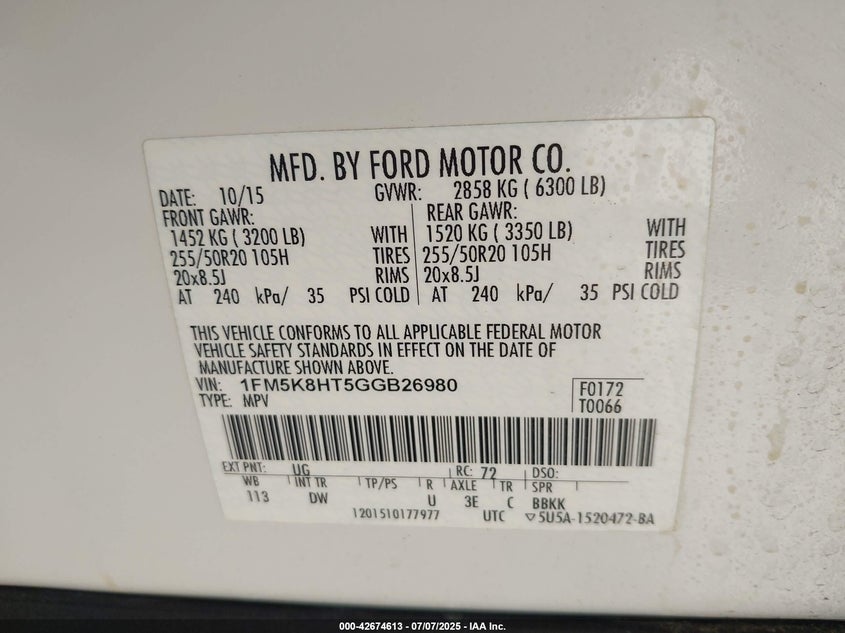 MFD. BY FORD MOTOR CO.
DATE: 10/15 GVWR: 2858 KG ( 6300 LB)
FRONT GAWR: REAR GAWR:
1452 KG ( 3200 LB) WITH 1520 KG ( 3350 LB) WITH
255/50R20 105H TIRES 255/50R20 105H TIRES
20x8.5J RIMS 20x8.5J RIMS
AT 240 kPa/ 35 PSI COLD AT 240 kPa/ 35 PSI COLD
THIS VEHICLE CONFORMS TO ALL APPLICABLE FEDERAL MOTOR
VEHICLE SAFETY STANDARDS IN EFFECT ON THE DATE OF
MANUFACTURE SHOWN ABOVE.
VIN: 1FM5K8HT5GGB26980 F0172
TYPE: MPV T0066
EXT PNT: UG RC: 72 DSO:
WB INT TR TP/PS R AXLE TR SPR
113 DW U 3E C BBKK
1201510177977 UTC ▽5U5A-1520472-BA
000-42674613 - 07/07/2025 - IAA Inc.